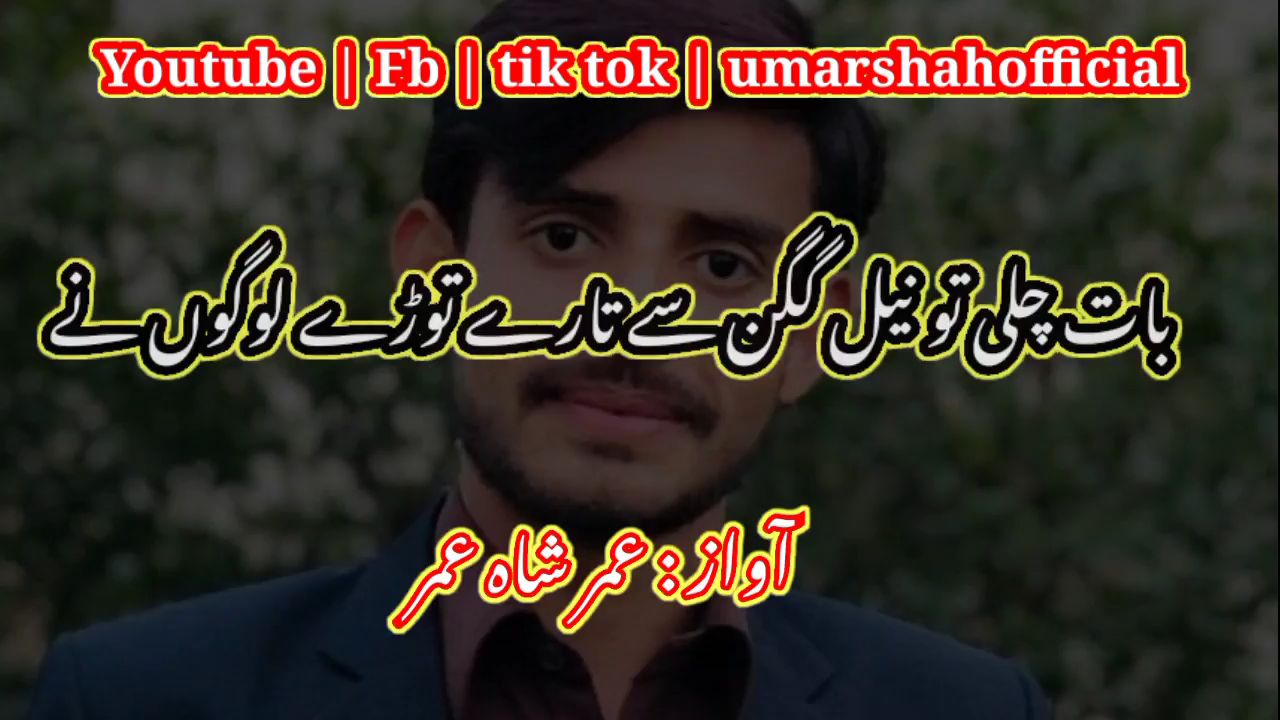 Youtube | Fb | tik tok | umarshahofficial
بات چلی تو نیل گگن سے تارے توڑے لوگوں نے
آواز: عمر شاہ عمر